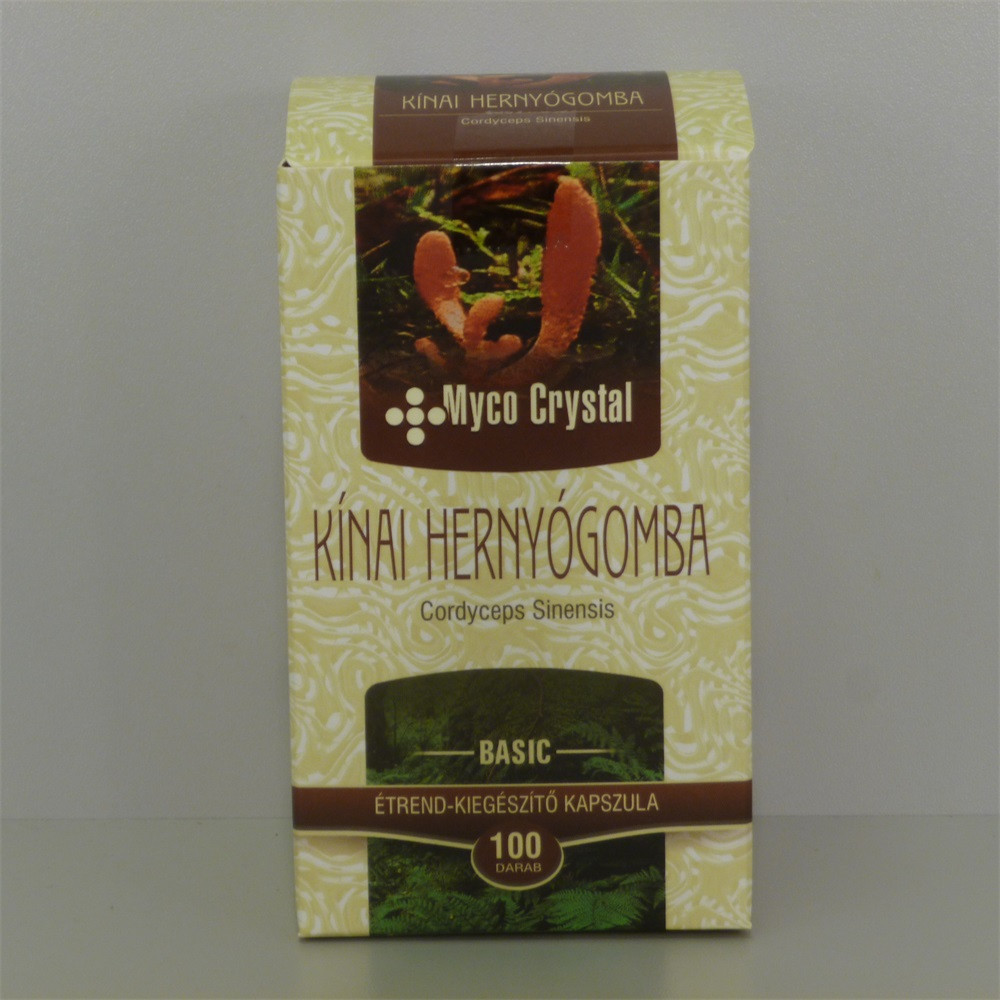 KÍNAI HERNYÓGOMBA
Cordyceps Sinensis
Myco Crystal
KÍNAI HERNYÓGOMBA
Cordyceps Sinensis
BASIC
ÉTREND-KIEGÉSZÍTŐ KAPSZULA
100
DARAB